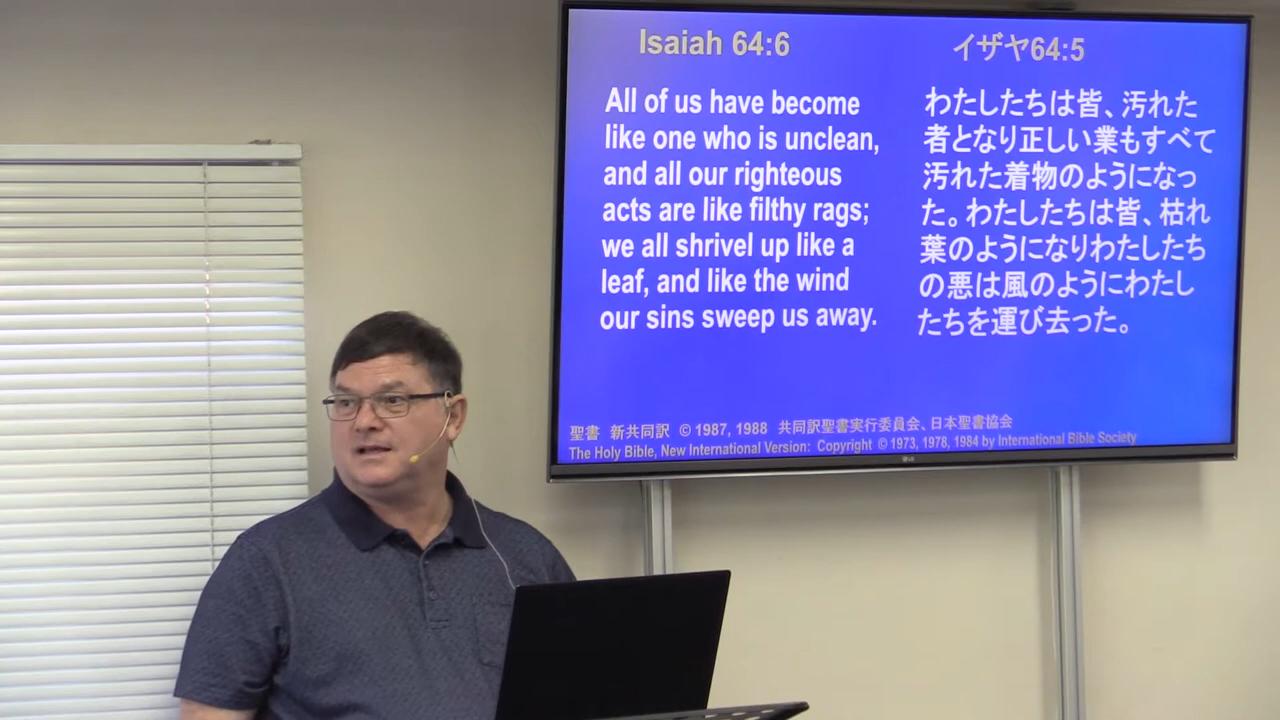 Isaiah 64:6
All of us have become
like one who is unclean,
and all our righteous
acts are like filthy rags;
we all shrivel up like a
leaf, and like the wind
our sins sweep us away.
イザヤ64:5
わたしたちは皆、汚れた
者となり正しい業もすべて
汚れた着物のようになっ
た。わたしたちは皆、枯れ
葉のようになりわたしたち
の悪は風のようにわたし
たちを運び去った。
聖書 新共同訳 © 1987, 1988 共同訳聖書実行委員会、日本聖書協会
The Holy Bible, New International Version: Copyright © 1973, 1978, 1984 by International Bible Society
LG